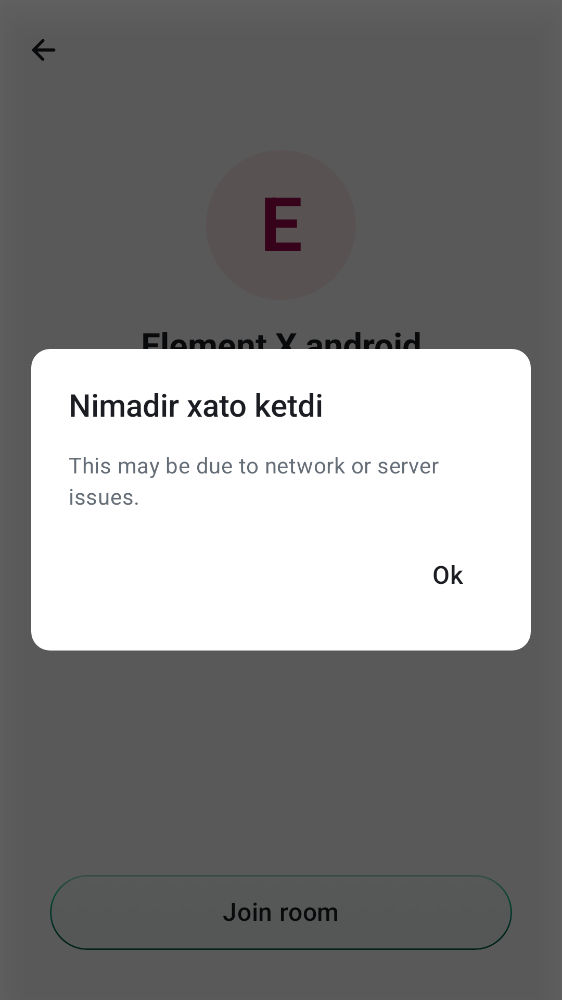 E
Element X android
Nimadir xato ketdi
This may be due to network or server
issues.
Ok
Join room